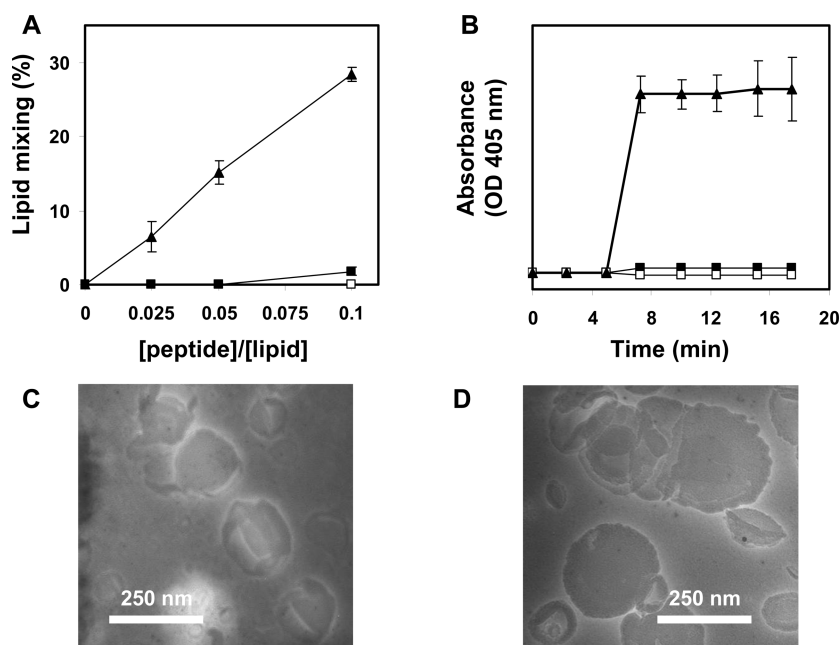 A
Lipid mixing (%)
30
20
10
0
0 0.025 0.05 0.075 0.1
[peptide]/[lipid]
B
Absorbance
(OD 405 nm)
0 4 8 12 16 20
Time (min)
C
250 nm
D
250 nm